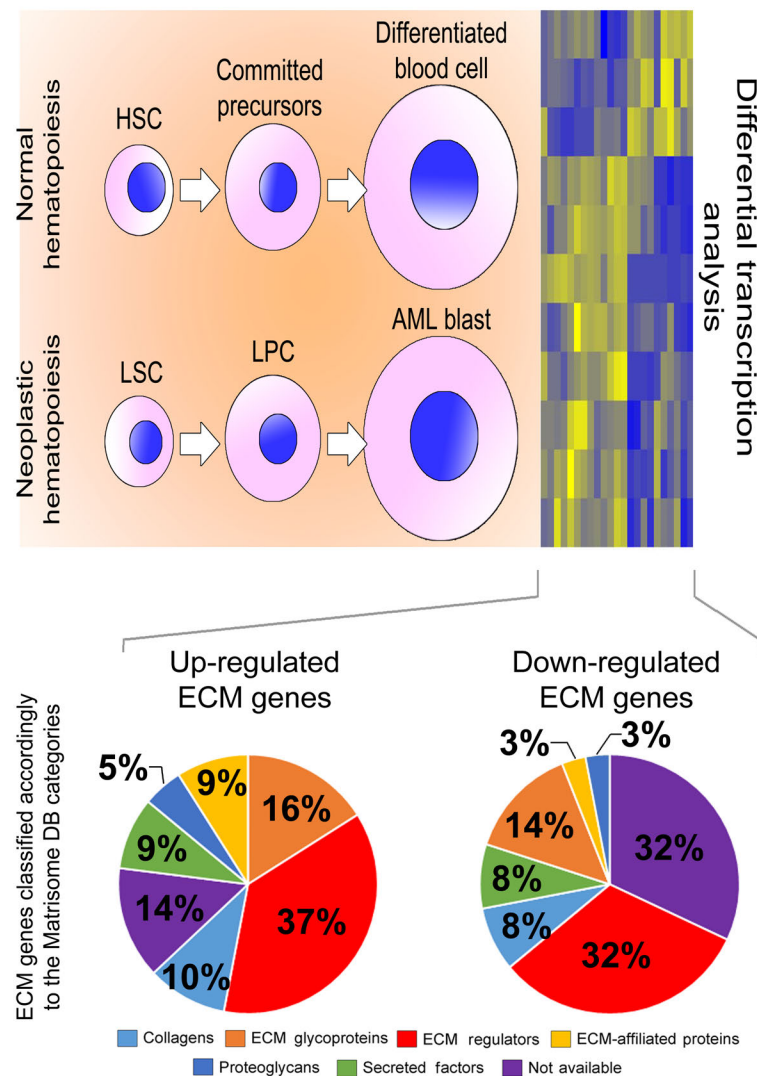 Normal
hematopoiesis
HSC
Committed
precursors
Differentiated
blood cell
Neoplastic
hematopoiesis
LSC
LPC
AML blast
Differential transcription
analysis
ECM genes classified accordingly
to the Matrisome DB categories
Up-regulated
ECM genes
5%
9%
16%
9%
14%
37%
10%
Down-regulated
ECM genes
3%
3%
14%
32%
8%
8%
32%
Collagens
ECM glycoproteins
ECM regulators
ECM-affiliated proteins
Proteoglycans
Secreted factors
Not available